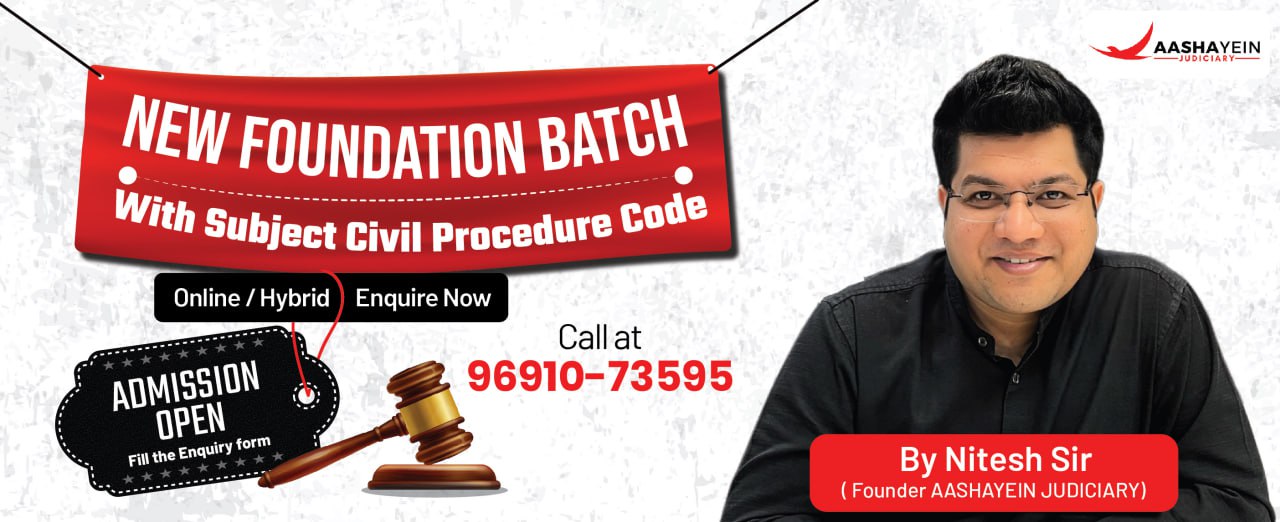 AASHAYEIN
JUDICIARY
NEW FOUNDATION BATCH
With Subject Civil Procedure Code
Online / Hybrid
Enquire Now
ADMISSION
OPEN
Fill the Enquiry form
Call at
96910-73595
By Nitesh Sir
( Founder AASHAYEIN JUDICIARY)